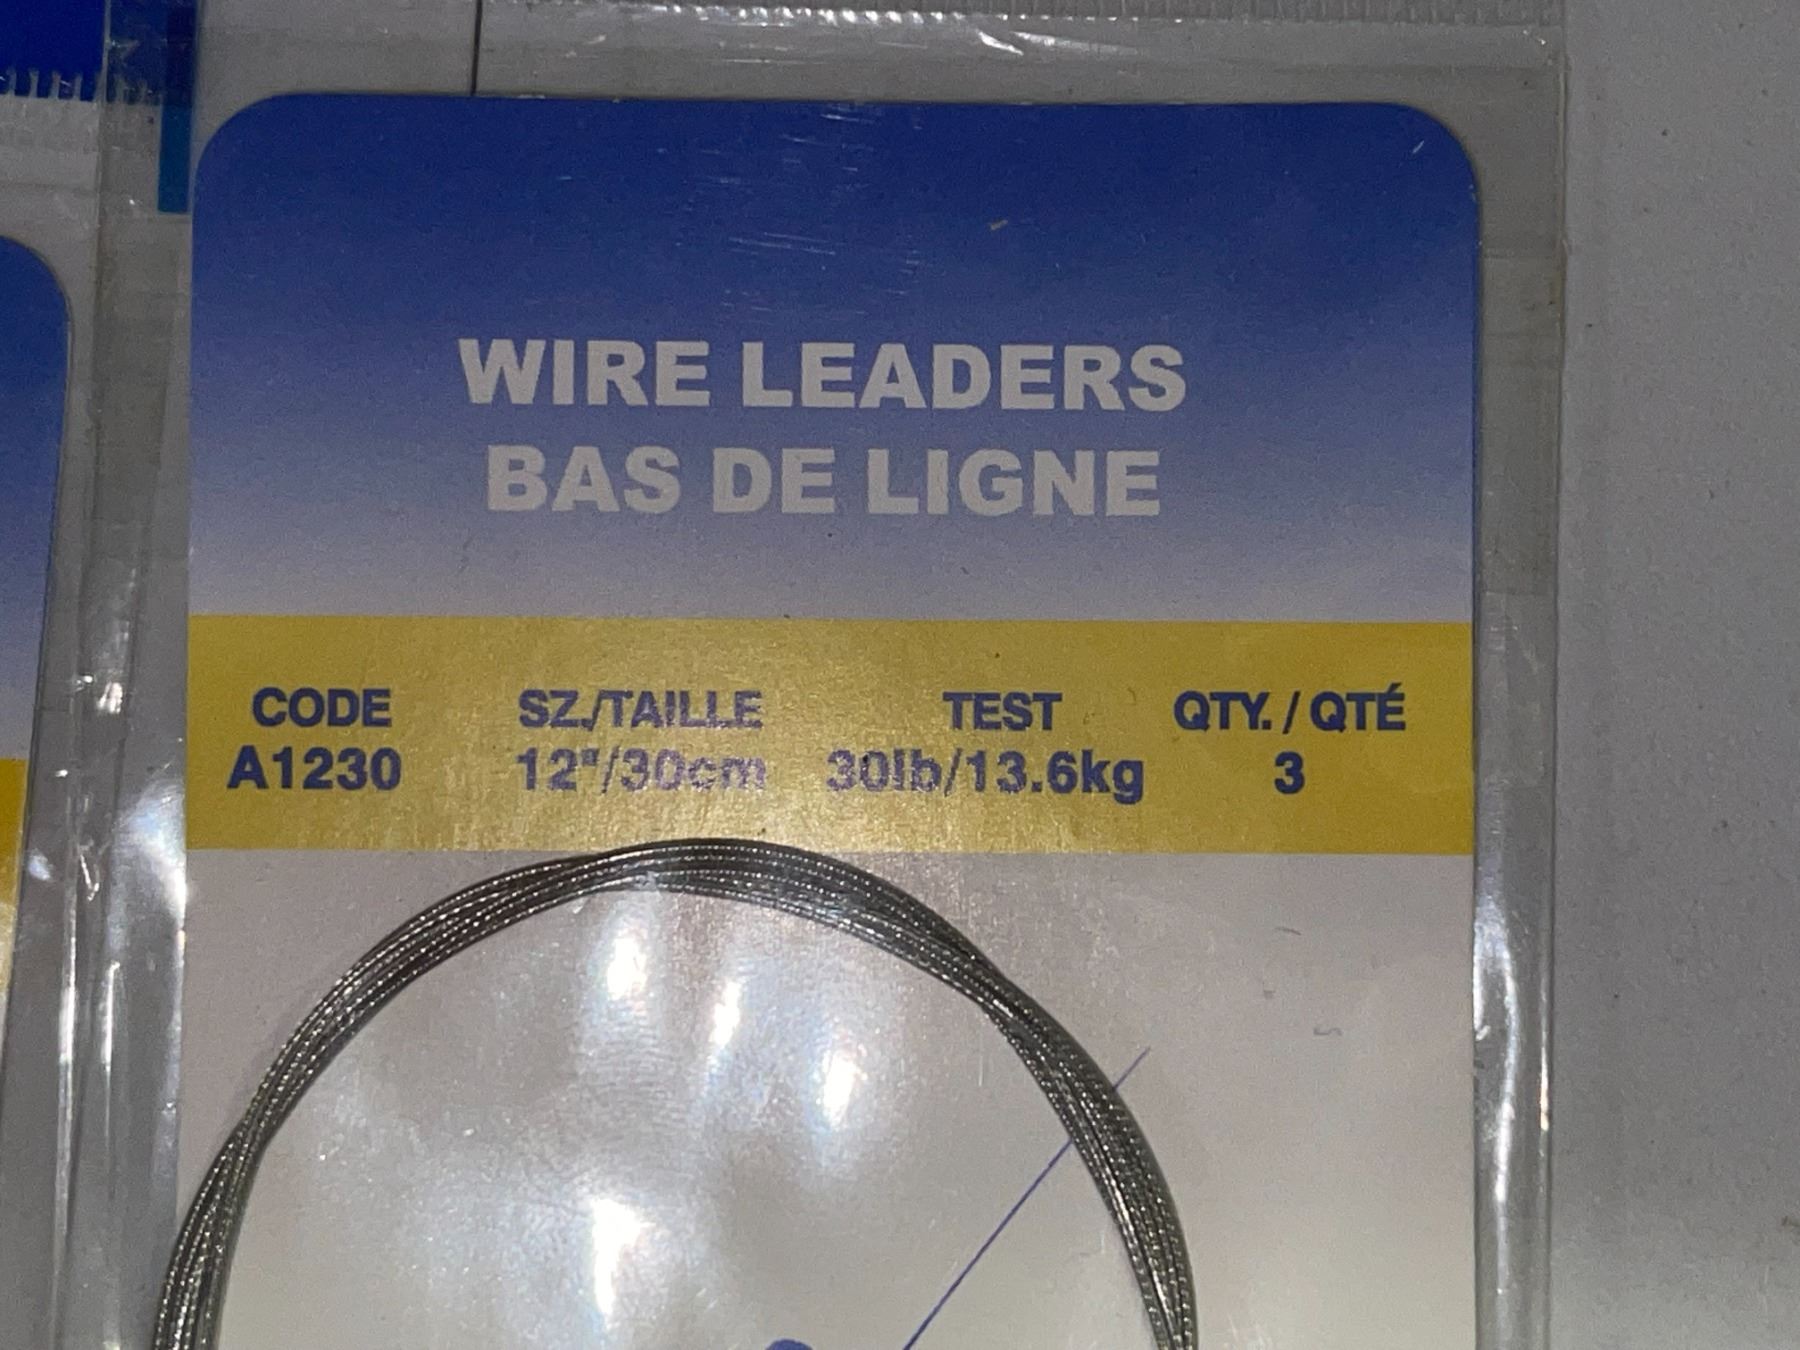 WIRE LEADERS
BAS DE LIGNE
CODE SZ./TAILLE TEST QTY. / QTÉ
A1230 12"/30cm 30lb/13.6kg 3